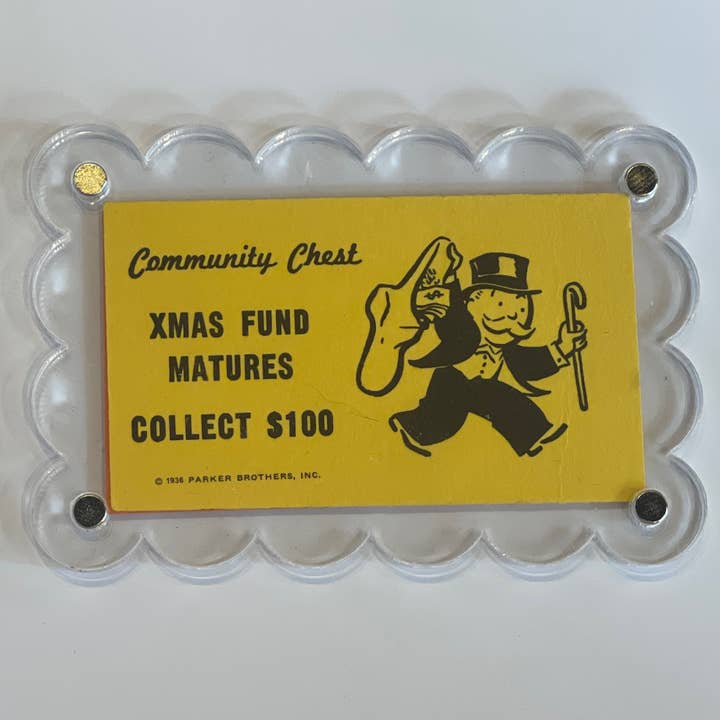 Community Chest
XMAS FUND
MATURES
COLLECT $100
© 1936 PARKER BROTHERS, INC.
$